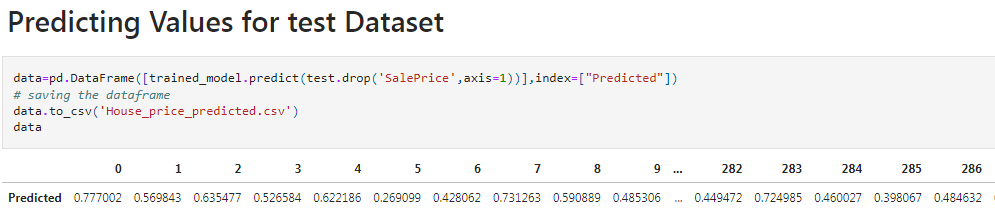 Predicting Values for test Dataset
data=pd.DataFrame([trained_model.predict(test.drop('SalePrice',axis=1))],index=["Predicted"])
# saving the dataframe
data.to_csv('House_price_predicted.csv')
data
0 1 2 3 4 5 6 7 8 9 ... 282 283 284 285 286
Predicted 0.777002 0.569843 0.635477 0.526584 0.622186 0.269099 0.428062 0.731263 0.590889 0.485306 ... 0.449472 0.724985 0.460027 0.398067 0.484632